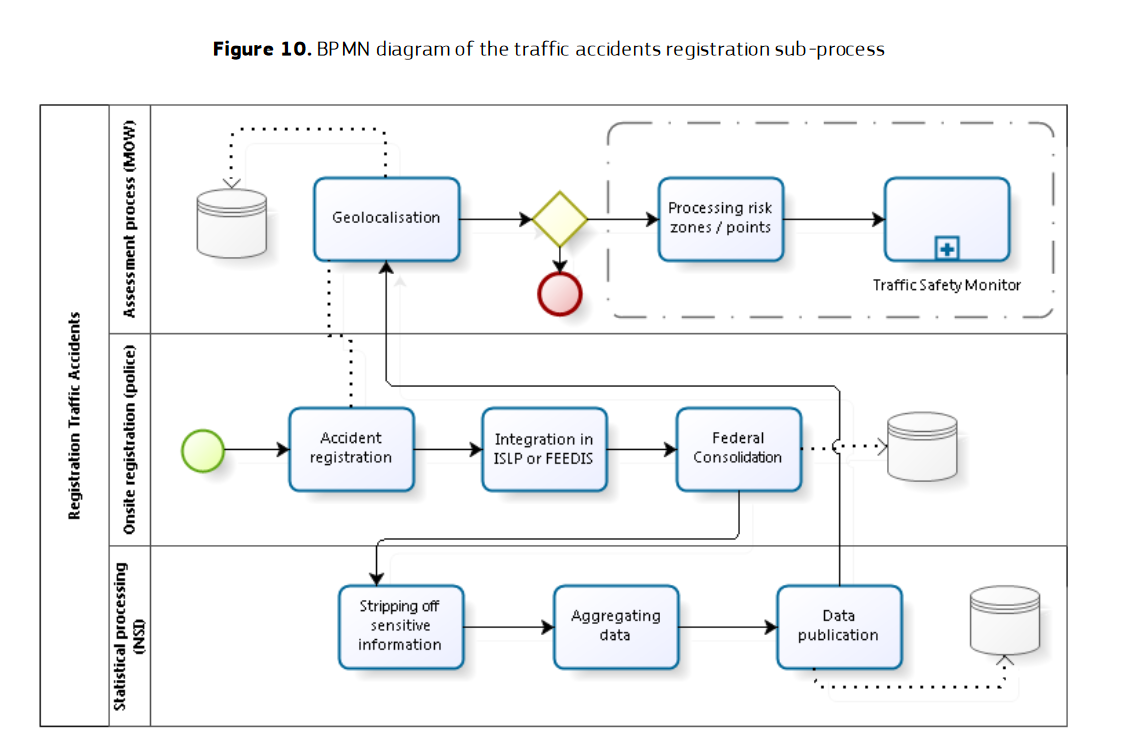 Figure 10. BPMN diagram of the traffic accidents registration sub-process
Registration Traffic Accidents
Assessment process (MOW)
Geolocalisation
Processing risk
zones / points
Traffic Safety Monitor
Onsite registration (police)
Accident
registration
Integration in
ISLP or FEEDIS
Federal
Consolidation
Statistical processing
(NSI)
Stripping off
sensitive
information
Aggregating
data
Data
publication